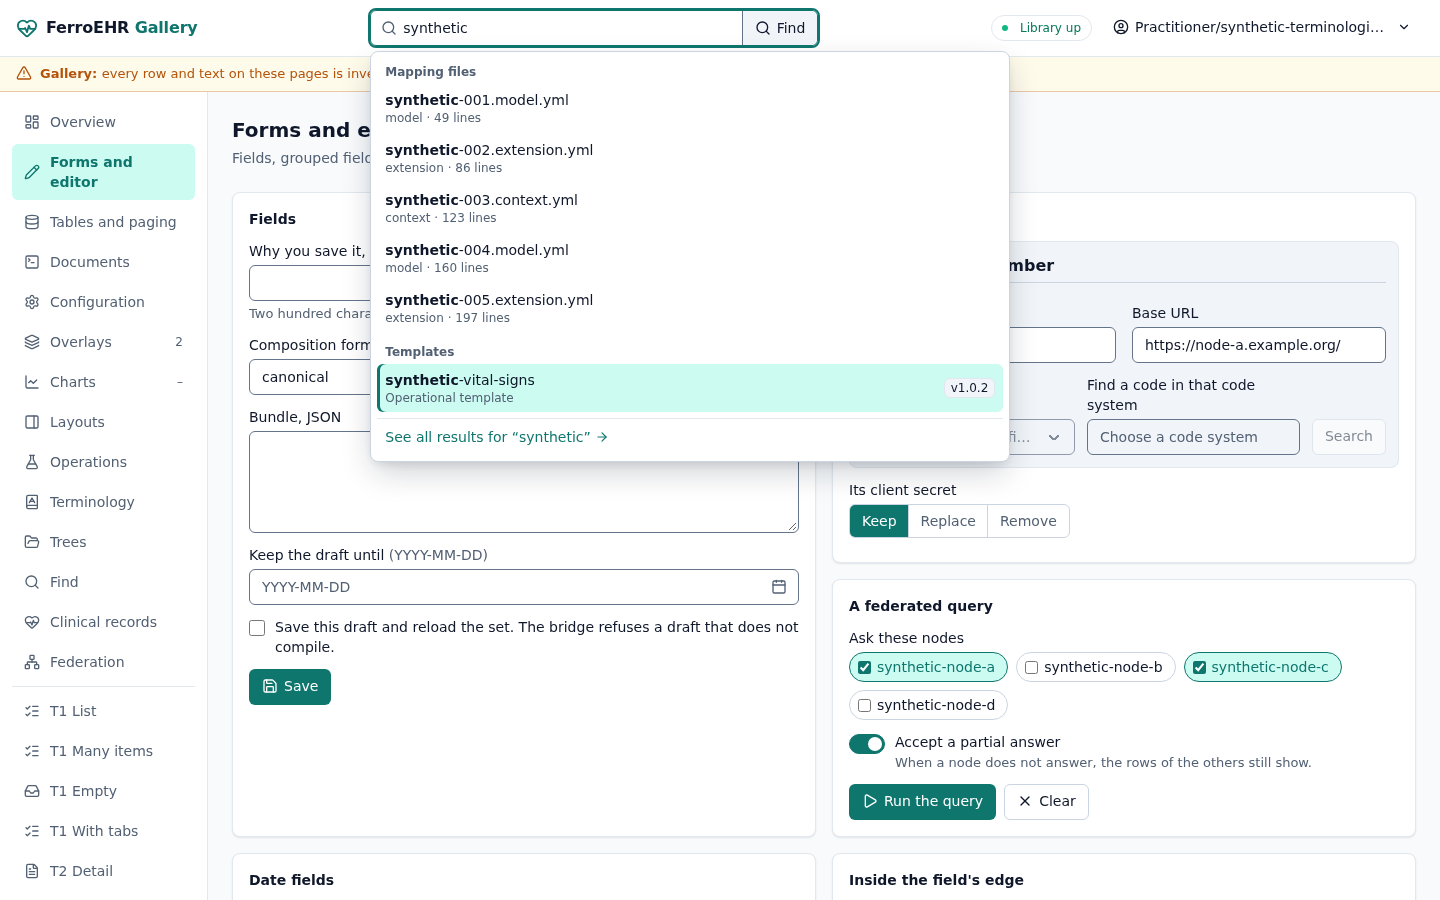 FerroEHR Gallery
synthetic
Find
Library up
Practitioner/synthetic-terminologi...
Gallery: every row and text on these pages is inve
Overview
Forms and
editor
Tables and paging
Documents
Configuration
Overlays 2
Charts –
Layouts
Operations
Terminology
Trees
Find
Clinical records
Federation
T1 List
T1 Many items
T1 Empty
T1 With tabs
T2 Detail
Mapping files
synthetic-001.model.yml
model · 49 lines
synthetic-002.extension.yml
extension · 86 lines
synthetic-003.context.yml
context · 123 lines
synthetic-004.model.yml
model · 160 lines
synthetic-005.extension.yml
extension · 197 lines
Templates
synthetic-vital-signs
Operational template
v1.0.2
See all results for “synthetic” →
Forms and e
Fields, grouped field
Fields
Why you save it,
Two hundred chara
Composition form
canonical
Bundle, JSON
Keep the draft until (YYYY-MM-DD)
YYYY-MM-DD
Save this draft and reload the set. The bridge refuses a draft that does not
compile.
Save
mber
Base URL
https://node-a.example.org/
Find a code in that code
system
fi...
Choose a code system
Search
Its client secret
Keep
Replace
Remove
A federated query
Ask these nodes
synthetic-node-a
synthetic-node-b
synthetic-node-c
synthetic-node-d
Accept a partial answer
When a node does not answer, the rows of the others still show.
Run the query
Clear
Date fields
Inside the field's edge